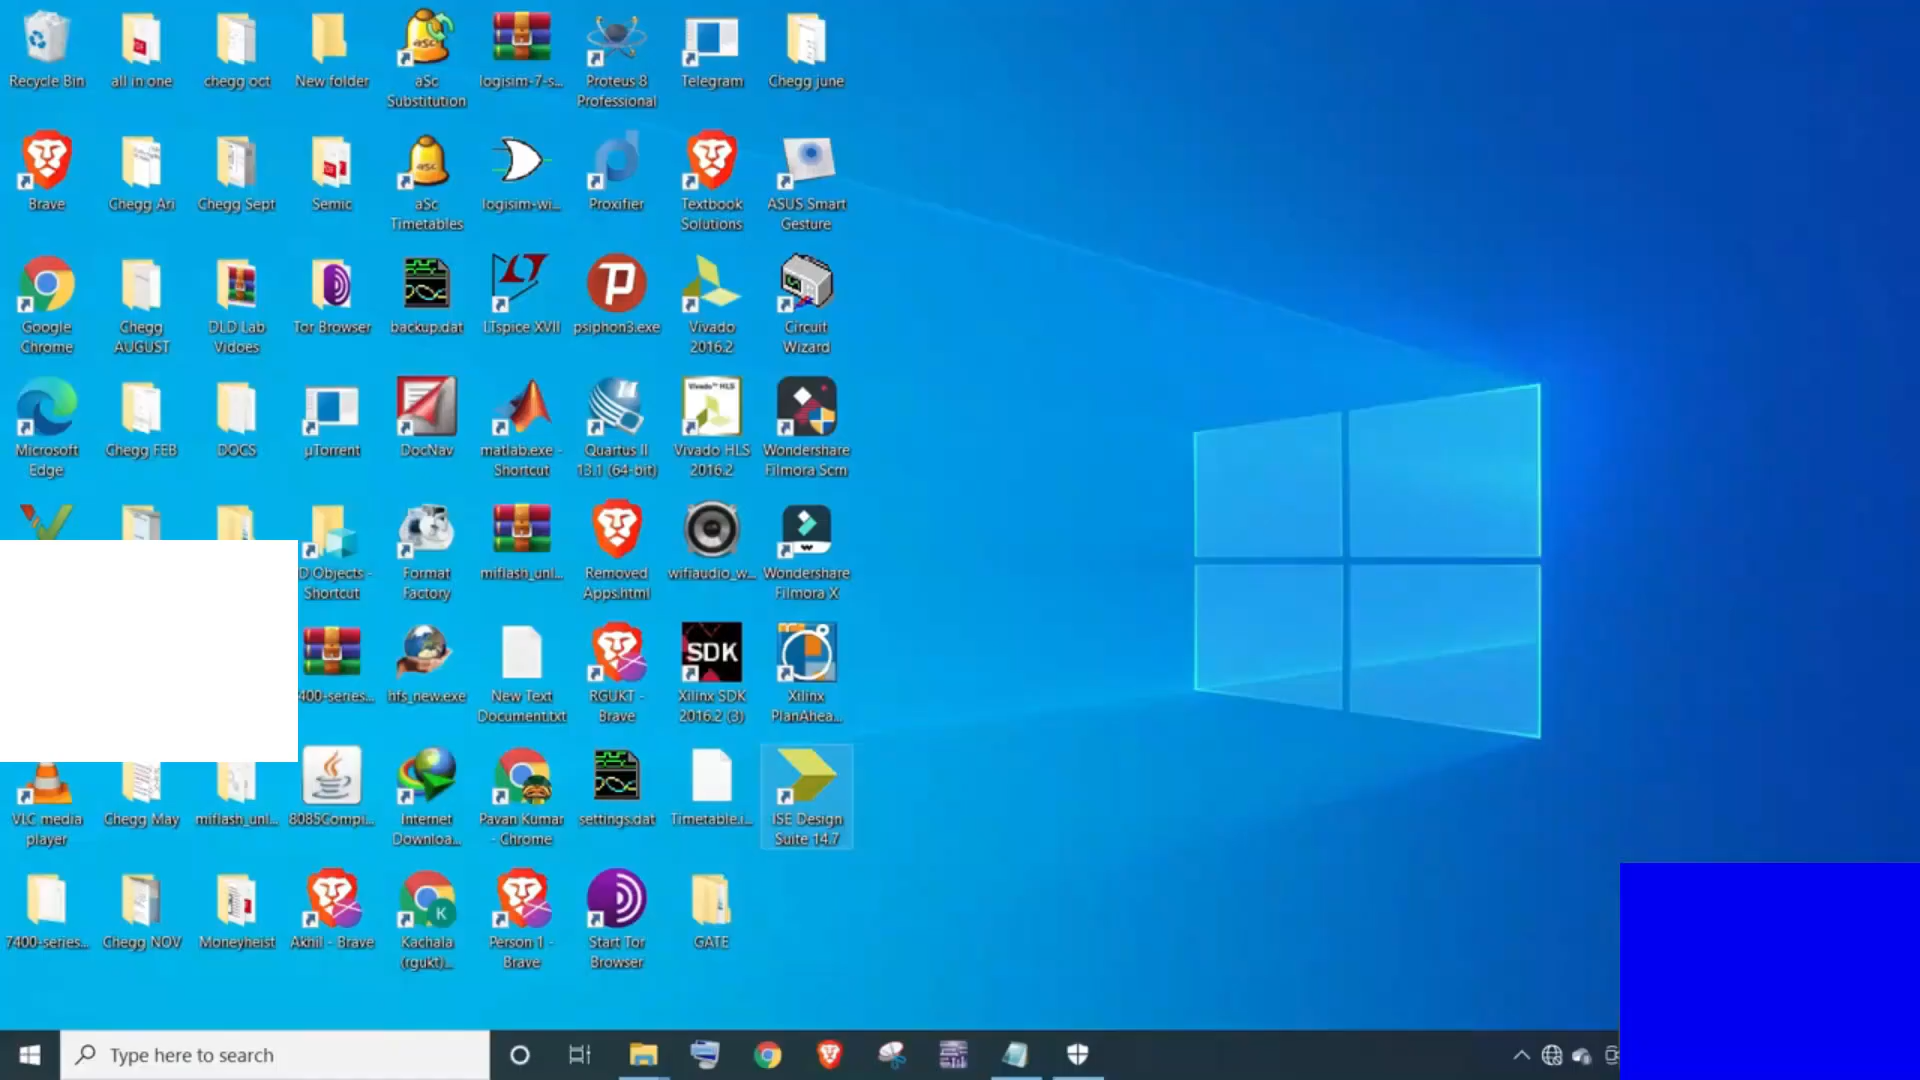 Recycle Bin
all in one
chegg oct
New folder
aSc
Substitution
logisim-7-s...
Proteus 8
Professional
Telegram
Chegg june
Brave
Chegg Ari
Chegg Sept
Semic
aSc
Timetables
logisim-wi...
Proxifier
Textbook
Solutions
ASUS Smart
Gesture
Google
Chrome
Chegg
AUGUST
DLD Lab
Vidoes
Tor Browser
backup.dat
LTspice XVII
psiphon3.exe
Vivado
2016.2
Circuit
Wizard
Microsoft
Edge
Chegg FEB
DOCS
µTorrent
DocNav
matlab.exe -
Shortcut
Quartus II
13.1 (64-bit)
Vivado HLS
2016.2
Wondershare
Filmora Scrn
D Objects -
Shortcut
Format
Factory
miflash_unl...
Removed
Apps.html
wifiaudio_w...
Wondershare
Filmora X
400-series...
hfs_new.exe
New Text
Document.txt
RGUKT -
Brave
SDK
Xilinx SDK
2016.2 (3)
Xilinx
PlanAhea...
VLC media
player
Chegg May
miflash_unl...
8085Compi...
Internet
Downloa...
Pavan Kumar
- Chrome
settings.dat
Timetable.i...
ISE Design
Suite 14.7
7400-series...
Chegg NOV
Moneyheist
Akhil - Brave
Kachala
(rgukt)...
Person 1 -
Brave
Start Tor
Browser
GATE
Type here to search